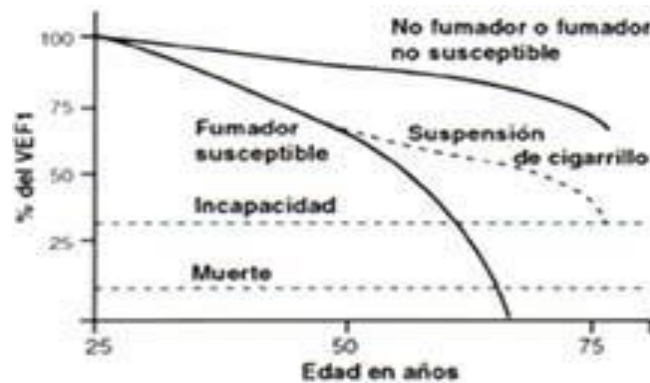 100
75
50
25
% del VEF1
No fumador o fumador
no susceptible
Fumador
susceptible
Suspensión
de cigarrillo
Incapacidad
Muerte
25
50
75
Edad en años